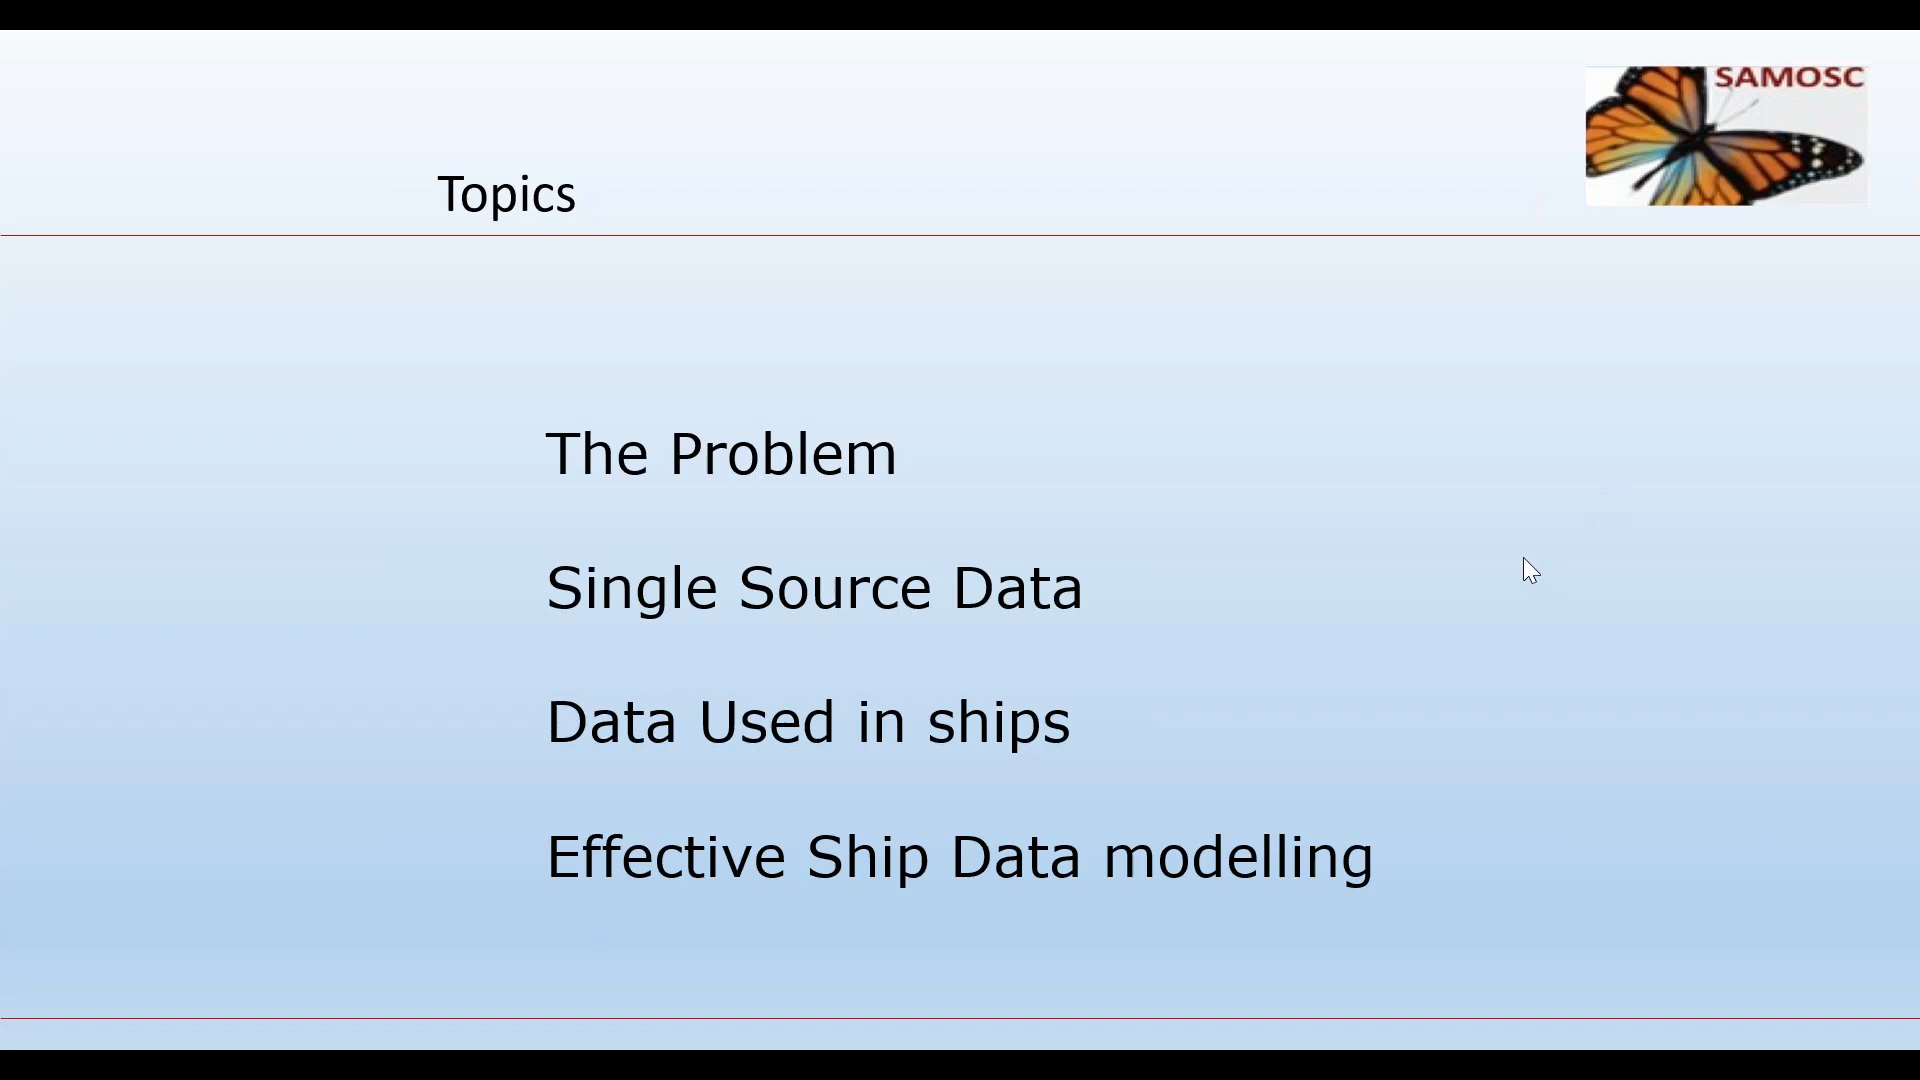 SAMOSC
Topics
The Problem
Single Source Data
Data Used in ships
Effective Ship Data modelling